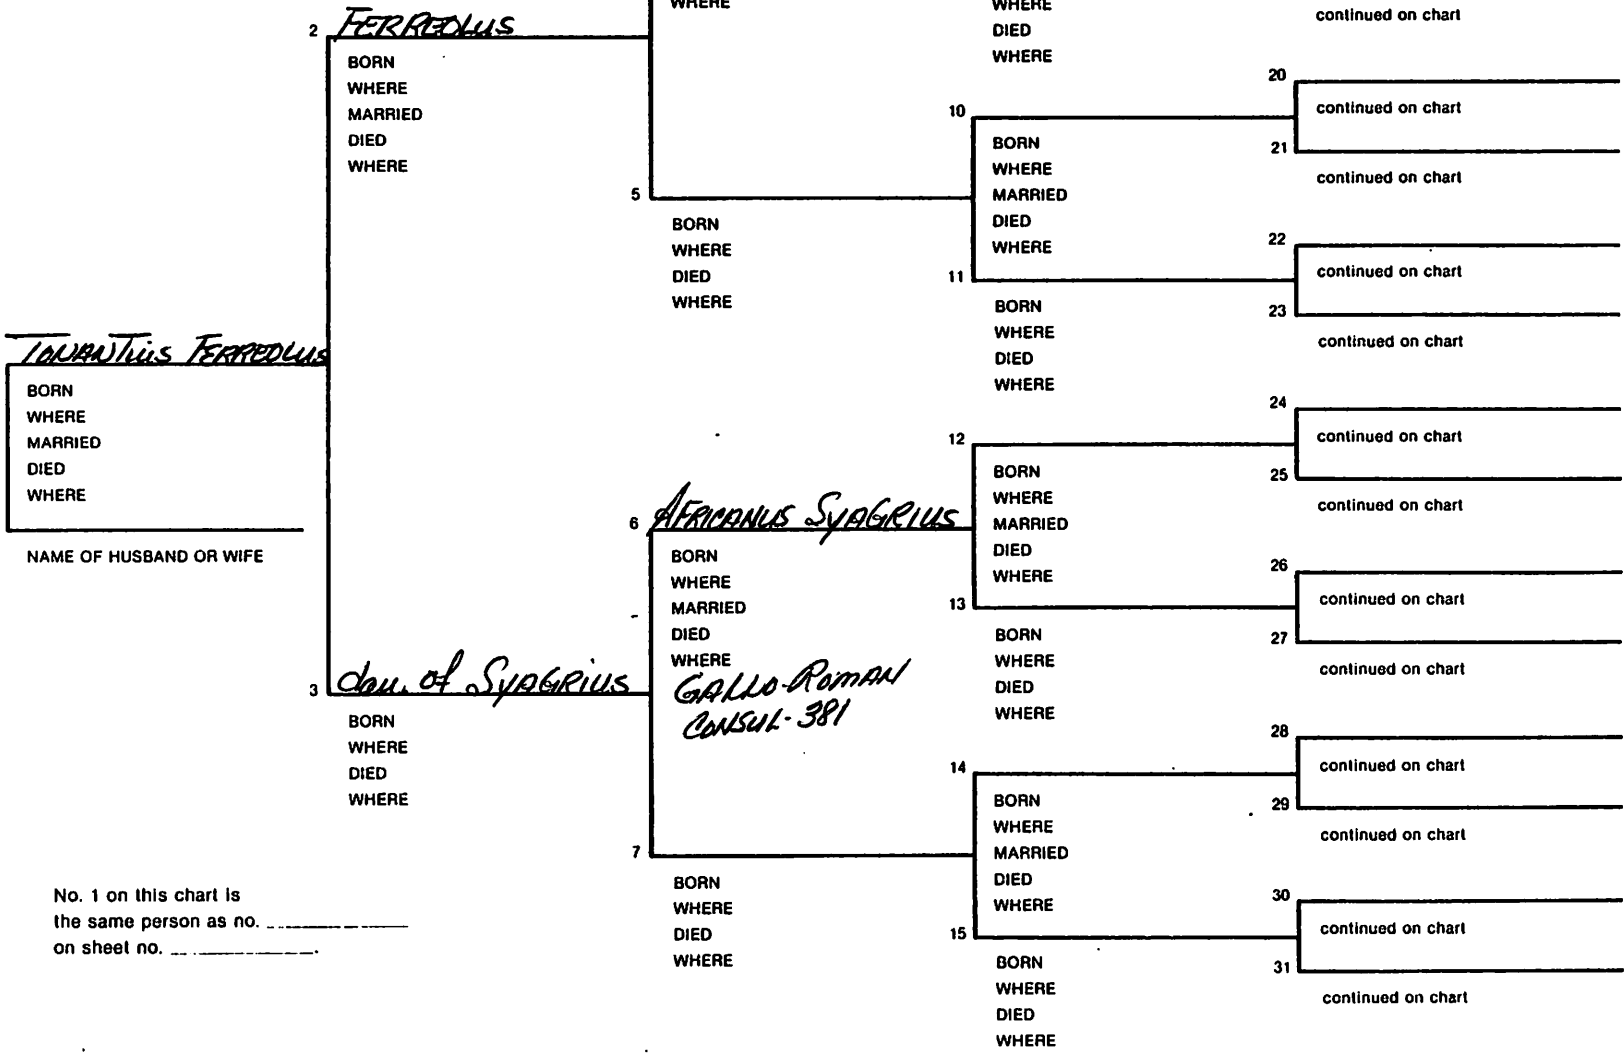 WHERE
WHERE
DIED
WHERE
continued on chart
2 FERREOLUS
BORN
WHERE
MARRIED
DIED
WHERE
20
continued on chart
10
BORN
WHERE
MARRIED
DIED
WHERE
21
continued on chart
5
BORN
WHERE
DIED
WHERE
22
continued on chart
11
BORN
WHERE
DIED
WHERE
23
continued on chart
TONANTIUS FERREOLUS
BORN
WHERE
MARRIED
DIED
WHERE
NAME OF HUSBAND OR WIFE
24
continued on chart
12
BORN
WHERE
MARRIED
DIED
WHERE
25
continued on chart
6 AFRICANUS SYAGRIUS
BORN
WHERE
MARRIED
DIED
WHERE
GALLO-ROMAN
CONSUL-381
26
continued on chart
13
BORN
WHERE
DIED
WHERE
27
continued on chart
3 dau. of SYAGRIUS
BORN
WHERE
DIED
WHERE
28
continued on chart
14
BORN
WHERE
MARRIED
DIED
WHERE
29
continued on chart
7
BORN
WHERE
DIED
WHERE
30
continued on chart
15
BORN
WHERE
DIED
WHERE
31
continued on chart
No. 1 on this chart is
the same person as no.
on sheet no.